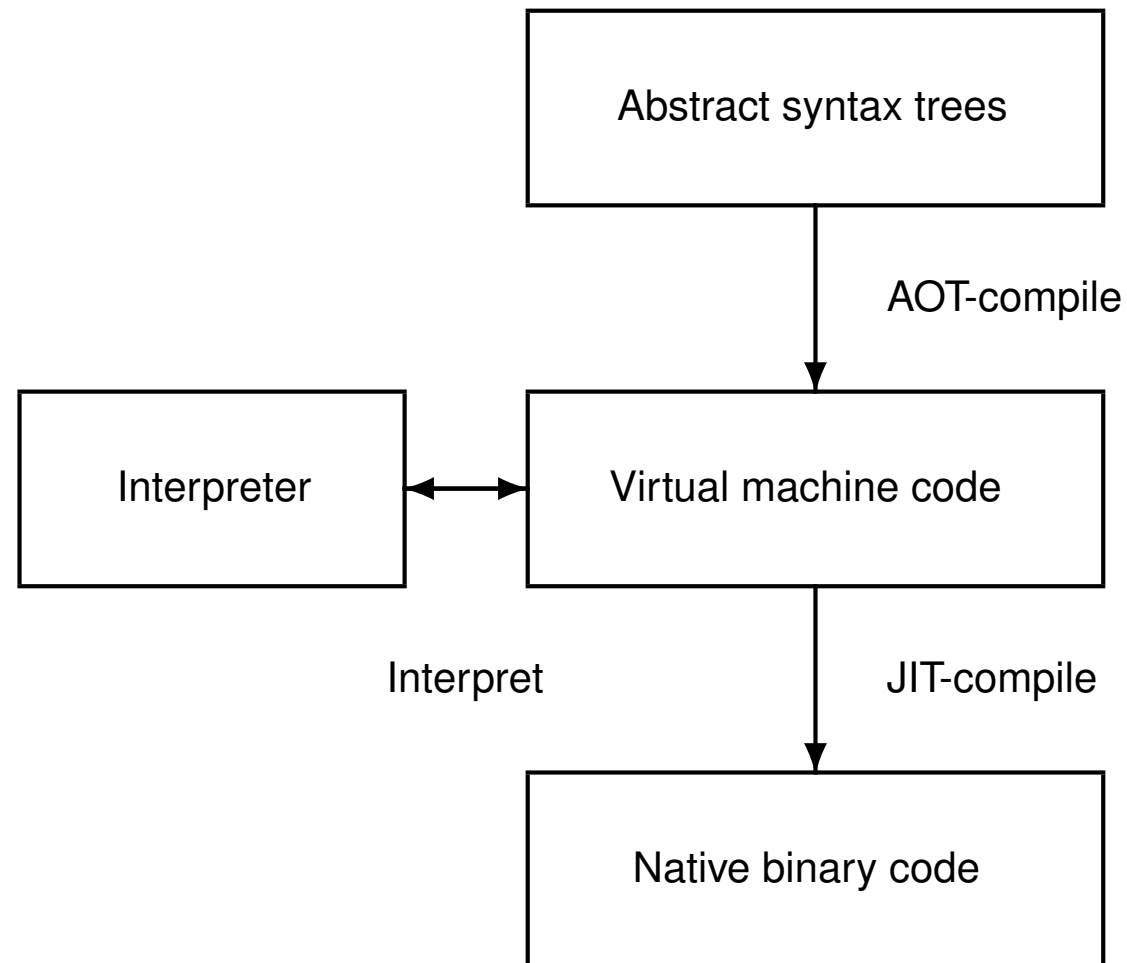 Abstract syntax trees
AOT-compile
Interpreter
Virtual machine code
Interpret
JIT-compile
Native binary code